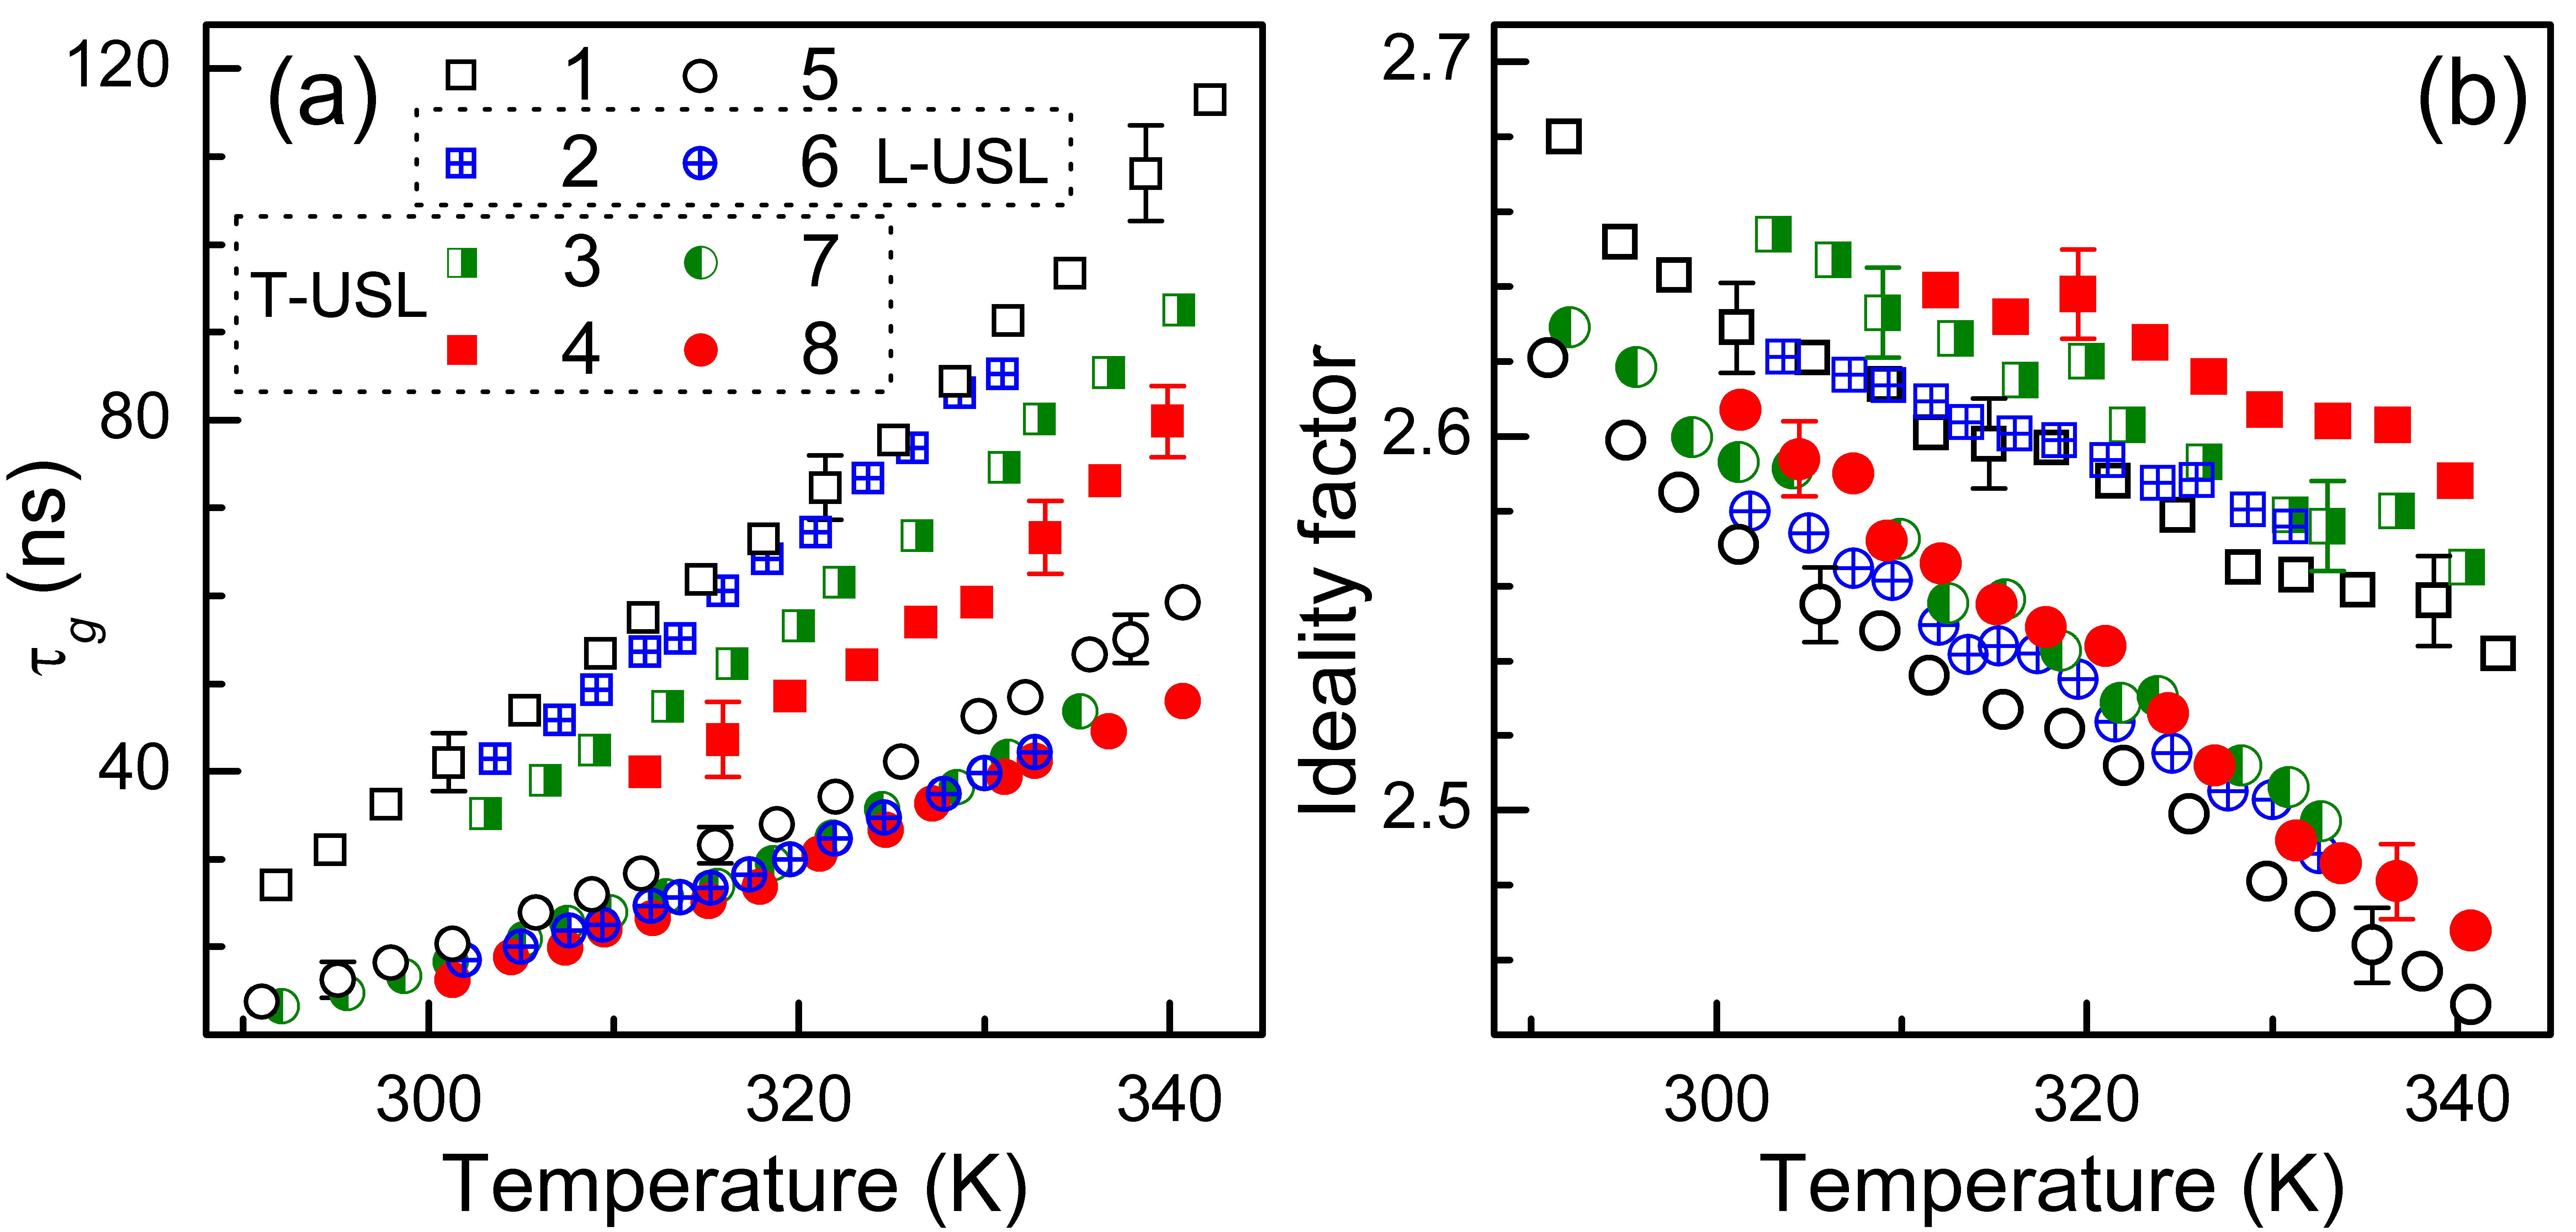 (a)
1 5
2 6 L-USL
3 7
T-USL
4 8
120
80
40
τg (ns)
300 320 340
Temperature (K)
(b)
2.7
2.6
2.5
Ideality factor
300 320 340
Temperature (K)